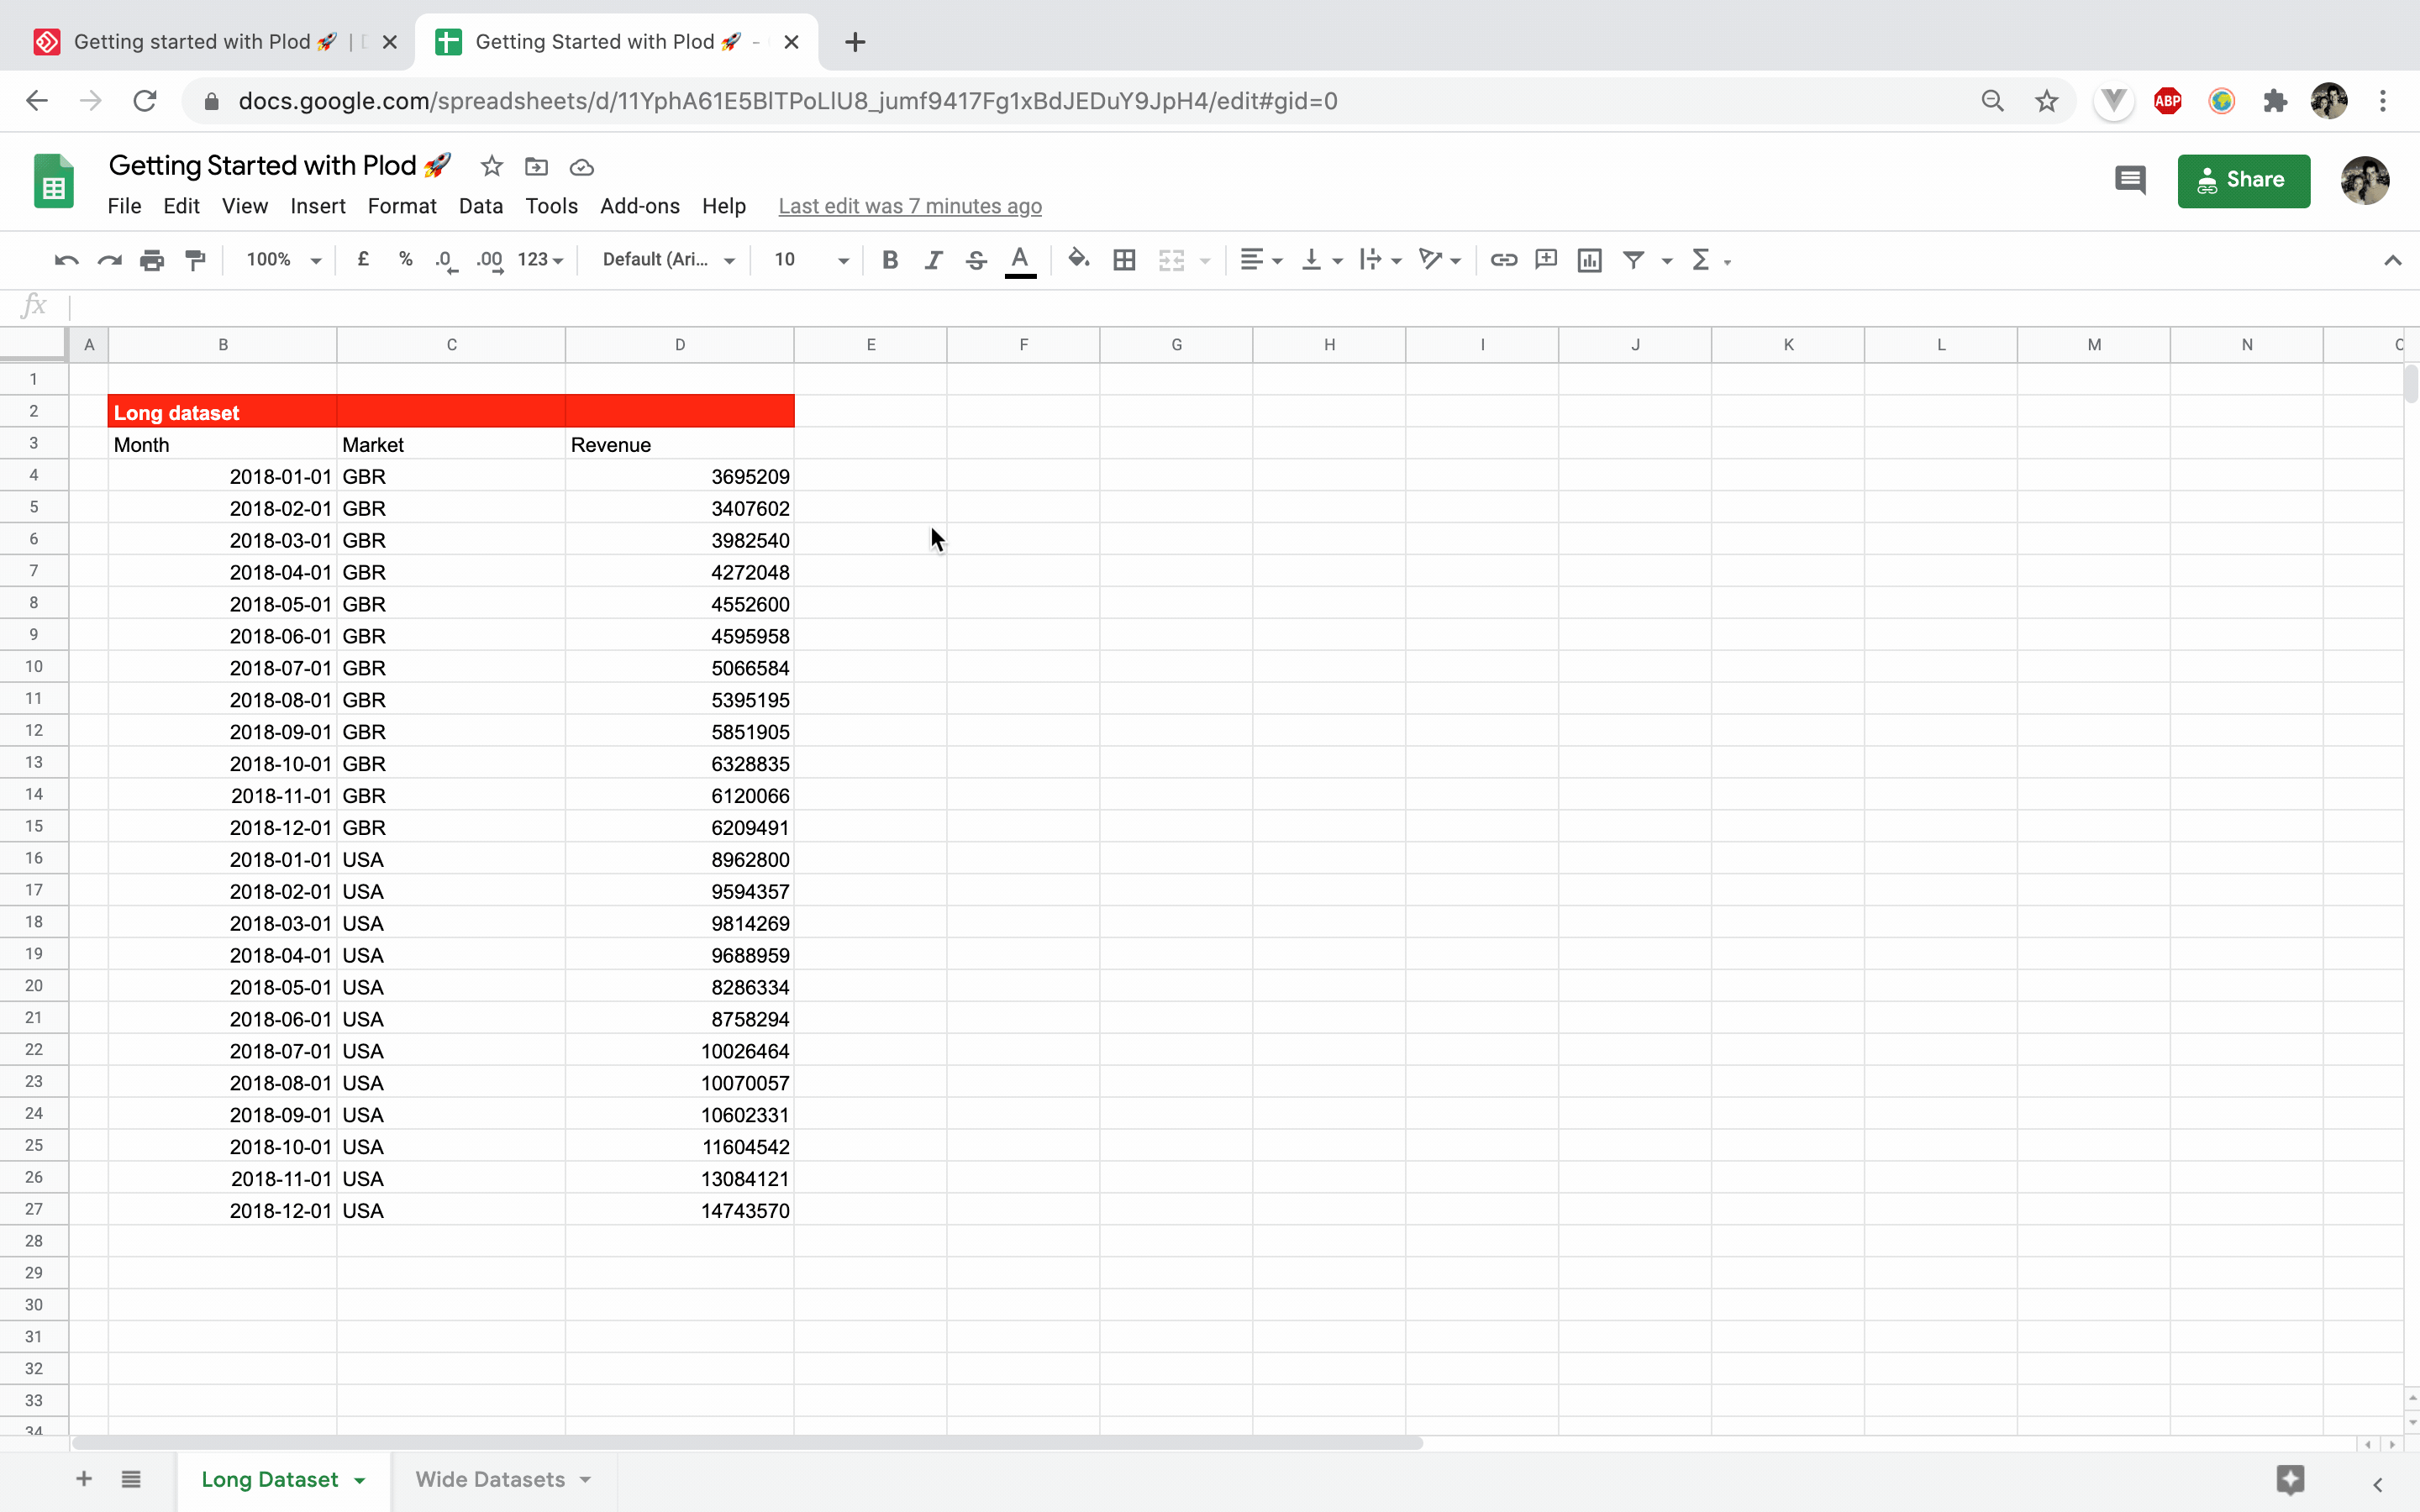 Getting started with Plod 🚀 |
Getting Started with Plod 🚀 -
docs.google.com/spreadsheets/d/11YphA61E5BlTPoLlU8_jumf9417Fg1xBdJEDuY9JpH4/edit#gid=0
ABP
Getting Started with Plod 🚀
Share
File Edit View Insert Format Data Tools Add-ons Help Last edit was 7 minutes ago
100% £ % .0 .00 123 Default (Ari... 10 B I S A Σ
fx
A B C D E F G H I J K L M N
1
2 Long dataset
3 Month Market Revenue
4 2018-01-01 GBR 3695209
5 2018-02-01 GBR 3407602
6 2018-03-01 GBR 3982540
7 2018-04-01 GBR 4272048
8 2018-05-01 GBR 4552600
9 2018-06-01 GBR 4595958
10 2018-07-01 GBR 5066584
11 2018-08-01 GBR 5395195
12 2018-09-01 GBR 5851905
13 2018-10-01 GBR 6328835
14 2018-11-01 GBR 6120066
15 2018-12-01 GBR 6209491
16 2018-01-01 USA 8962800
17 2018-02-01 USA 9594357
18 2018-03-01 USA 9814269
19 2018-04-01 USA 9688959
20 2018-05-01 USA 8286334
21 2018-06-01 USA 8758294
22 2018-07-01 USA 10026464
23 2018-08-01 USA 10070057
24 2018-09-01 USA 10602331
25 2018-10-01 USA 11604542
26 2018-11-01 USA 13084121
27 2018-12-01 USA 14743570
28
29
30
31
32
33
34
Long Dataset Wide Datasets